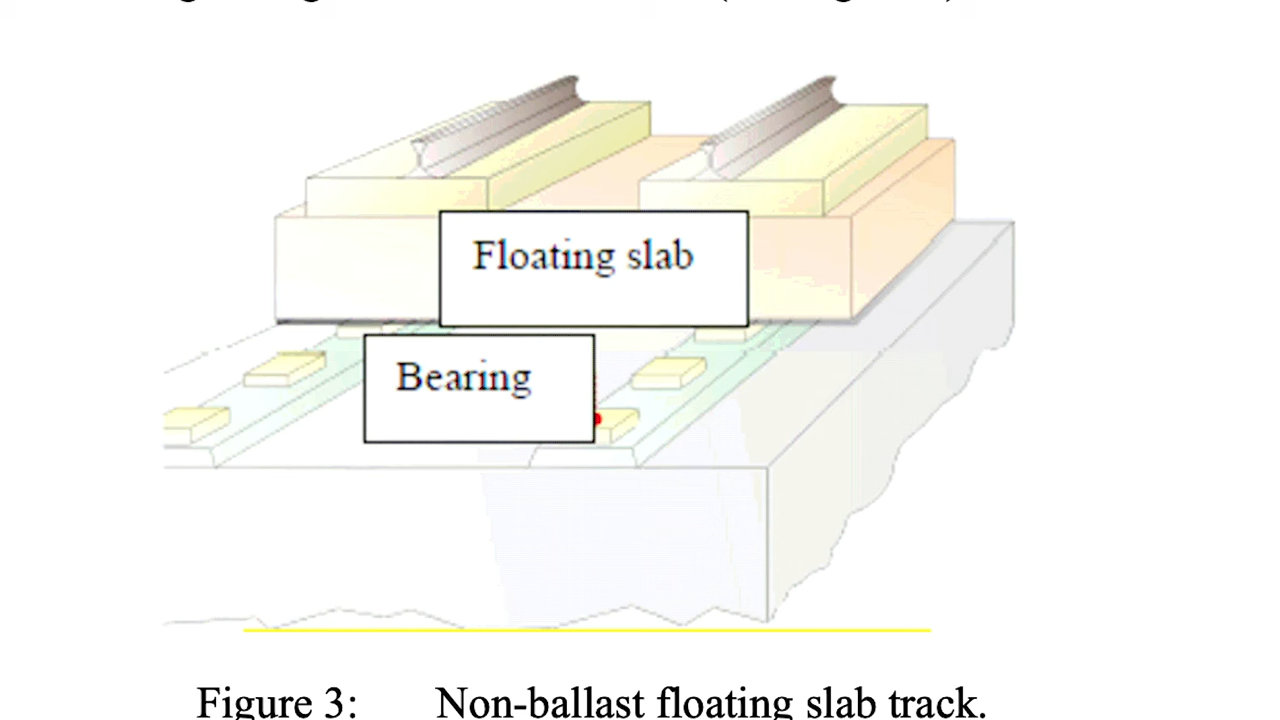 Floating slab
Bearing
Figure 3: Non-ballast floating slab track.